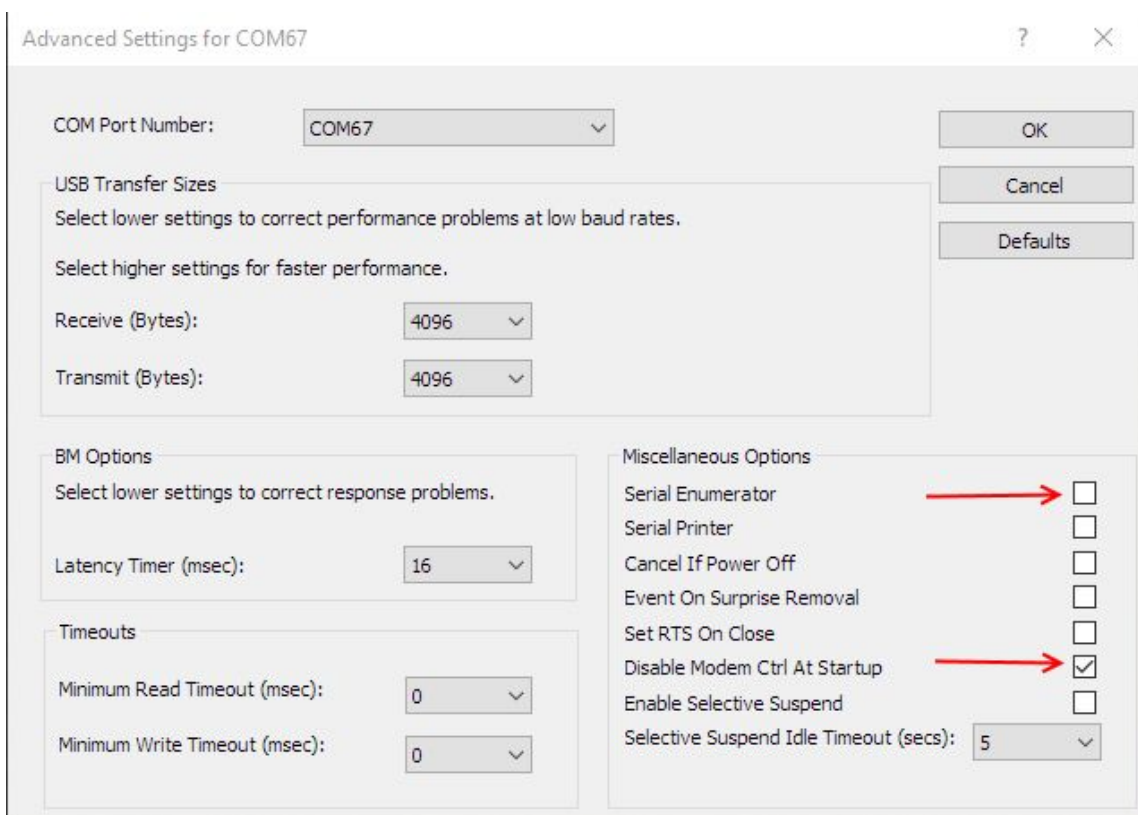 Advanced Settings for COM67
?
COM Port Number:
COM67
OK
Cancel
Defaults
USB Transfer Sizes
Select lower settings to correct performance problems at low baud rates.
Select higher settings for faster performance.
Receive (Bytes):
4096
Transmit (Bytes):
4096
BM Options
Select lower settings to correct response problems.
Latency Timer (msec):
16
Timeouts
Minimum Read Timeout (msec):
0
Minimum Write Timeout (msec):
0
Miscellaneous Options
Serial Enumerator
Serial Printer
Cancel If Power Off
Event On Surprise Removal
Set RTS On Close
Disable Modem Ctrl At Startup
Enable Selective Suspend
Selective Suspend Idle Timeout (secs):
5